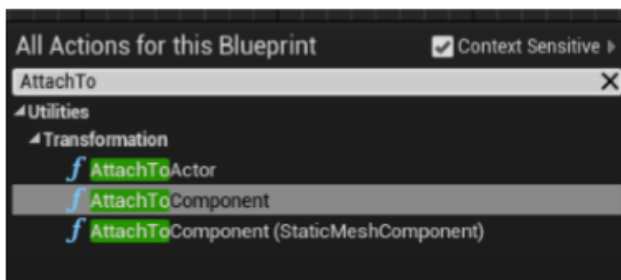 All Actions for this Blueprint Context Sensitive
AttachTo
Utilities
Transformation
AttachToActor
AttachToComponent
AttachToComponent (StaticMeshComponent)